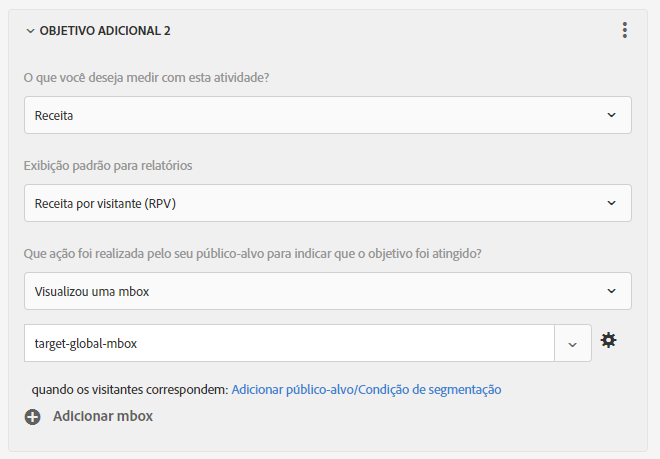 OBJETIVO ADICIONAL 2
O que você deseja medir com esta atividade?
Receita
Exibição padrão para relatórios
Receita por visitante (RPV)
Que ação foi realizada pelo seu público-alvo para indicar que o objetivo foi atingido?
Visualizou uma mbox
target-global-mbox
quando os visitantes correspondem: Adicionar público-alvo/Condição de segmentação
Adicionar mbox